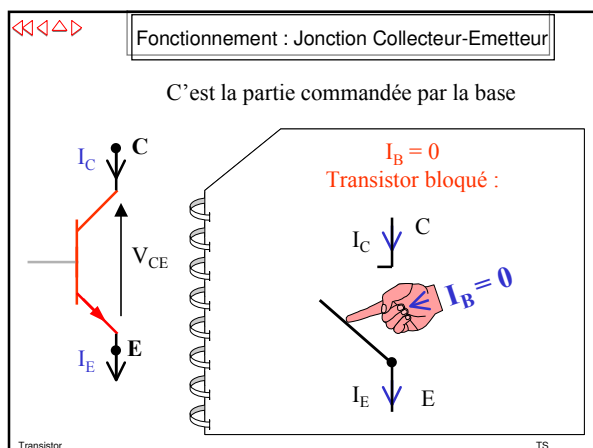 Fonctionnement : Jonction Collecteur-Emetteur
C'est la partie commandée par la base
C
I_C
V_CE
E
I_E
I_B = 0
Transistor bloqué :
C
I_C
I_B = 0
I_E
E
Transistor
TS